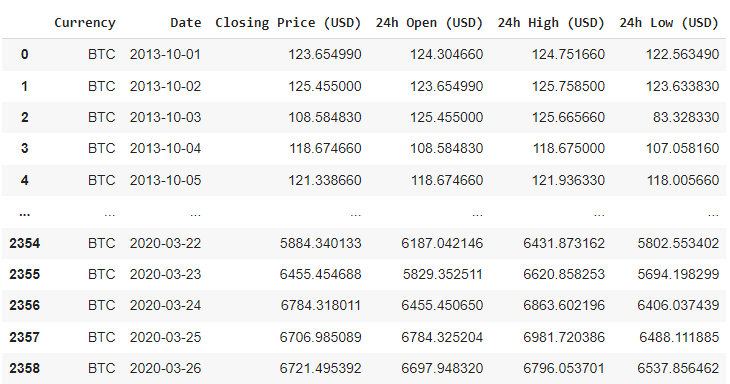 Currency Date Closing Price (USD) 24h Open (USD) 24h High (USD) 24h Low (USD)
0 BTC 2013-10-01 123.654990 124.304660 124.751660 122.563490
1 BTC 2013-10-02 125.455000 123.654990 125.758500 123.633830
2 BTC 2013-10-03 108.584830 125.455000 125.665660 83.328330
3 BTC 2013-10-04 118.674660 108.584830 118.675000 107.058160
4 BTC 2013-10-05 121.338660 118.674660 121.936330 118.005660
... ... ... ... ... ... ...
2354 BTC 2020-03-22 5884.340133 6187.042146 6431.873162 5802.553402
2355 BTC 2020-03-23 6455.454688 5829.352511 6620.858253 5694.198299
2356 BTC 2020-03-24 6784.318011 6455.450650 6863.602196 6406.037439
2357 BTC 2020-03-25 6706.985089 6784.325204 6981.720386 6488.111885
2358 BTC 2020-03-26 6721.495392 6697.948320 6796.053701 6537.856462